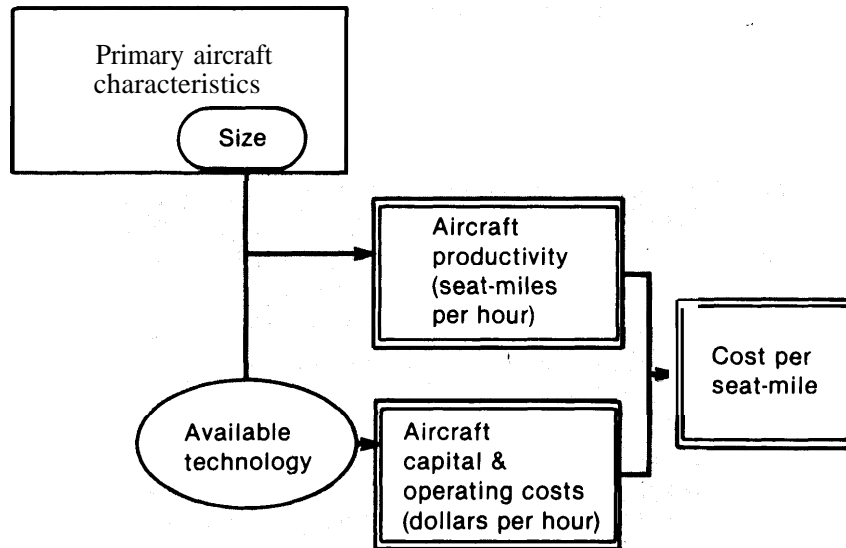 Primary aircraft
characteristics
Size
Aircraft
productivity
(seat-miles
per hour)
Cost per
seat-mile
Available
technology
Aircraft
capital &
operating costs
(dollars per hour)